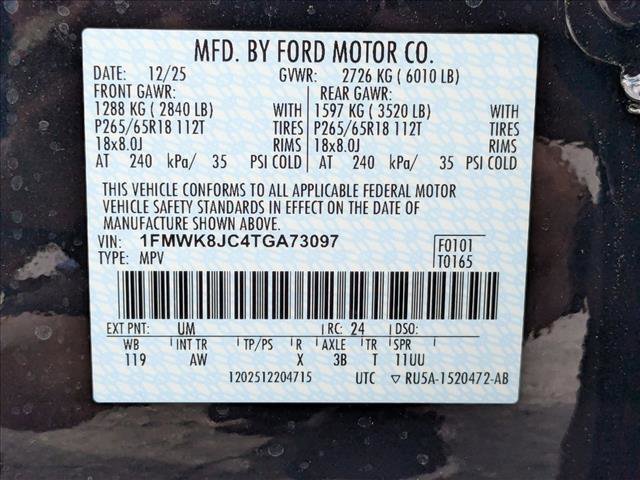 MFD. BY FORD MOTOR CO.
DATE: 12/25 GVWR: 2726 KG ( 6010 LB)
FRONT GAWR: REAR GAWR:
1288 KG ( 2840 LB) WITH 1597 KG ( 3520 LB) WITH
P265/65R18 112T TIRES P265/65R18 112T TIRES
18x8.0J RIMS 18x8.0J RIMS
AT 240 kPa/ 35 PSI COLD AT 240 kPa/ 35 PSI COLD
THIS VEHICLE CONFORMS TO ALL APPLICABLE FEDERAL MOTOR
VEHICLE SAFETY STANDARDS IN EFFECT ON THE DATE OF
MANUFACTURE SHOWN ABOVE.
VIN: 1FMWK8JC4TGA73097 F0101
TYPE: MPV T0165
EXT PNT: UM RC: 24 DSO:
WB INT TR TP/PS R AXLE TR SPR
119 AW X 3B T 11UU
1202512204715 UTC ▽ RU5A-1520472-AB